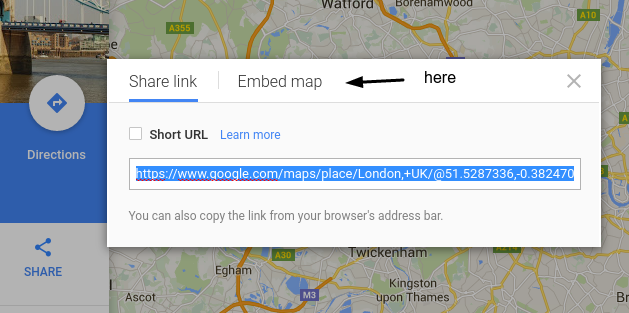 Watford
Borehamwood
A355
A10
Share link
Embed map
here
Short URL
Learn more
Directions
https://www.google.com/maps/place/London,+UK/@51.5287336,-0.382470
You can also copy the link from your browser's address bar.
SHARE
A30
Twickenham
Egham
Kingston
upon Thames
M3
Ascot